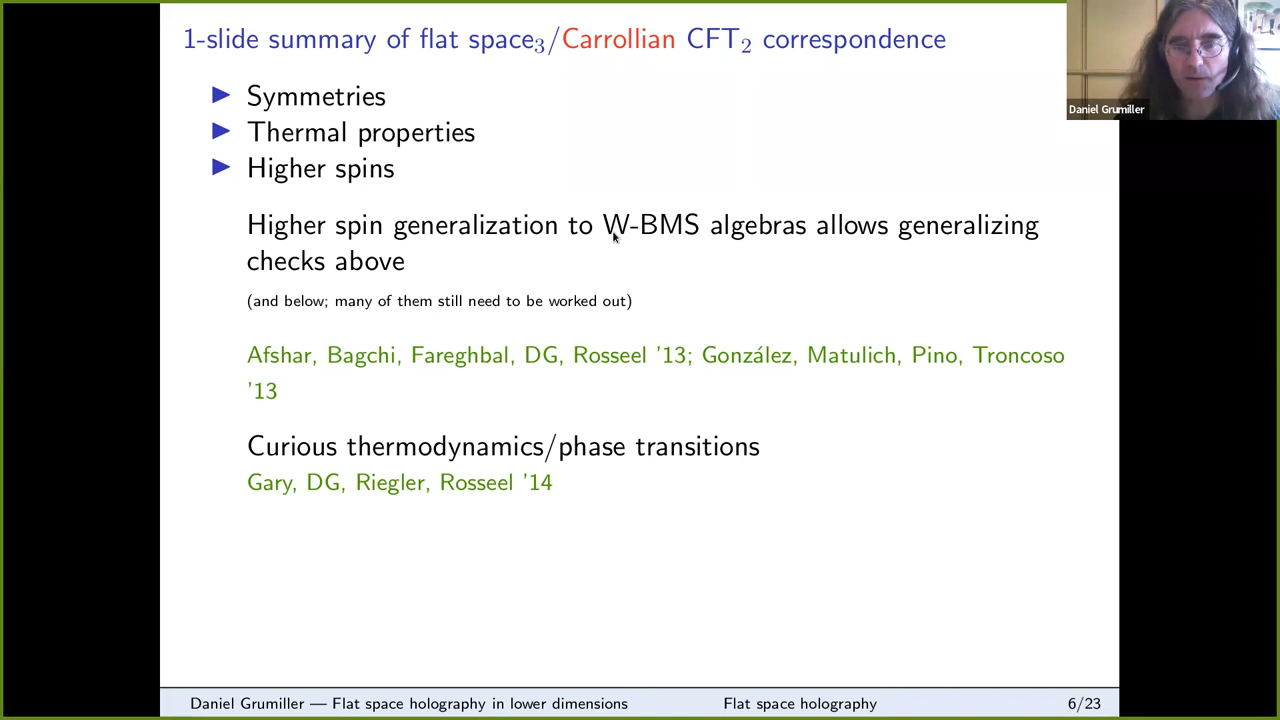 1-slide summary of flat space₃/Carrollian CFT₂ correspondence
Daniel Grumiller
▶ Symmetries
▶ Thermal properties
▶ Higher spins
Higher spin generalization to W-BMS algebras allows generalizing
checks above
(and below; many of them still need to be worked out)
Afshar, Bagchi, Fareghbal, DG, Rosseel '13; González, Matulich, Pino, Troncoso
'13
Curious thermodynamics/phase transitions
Gary, DG, Riegler, Rosseel '14
Daniel Grumiller — Flat space holography in lower dimensions Flat space holography 6/23